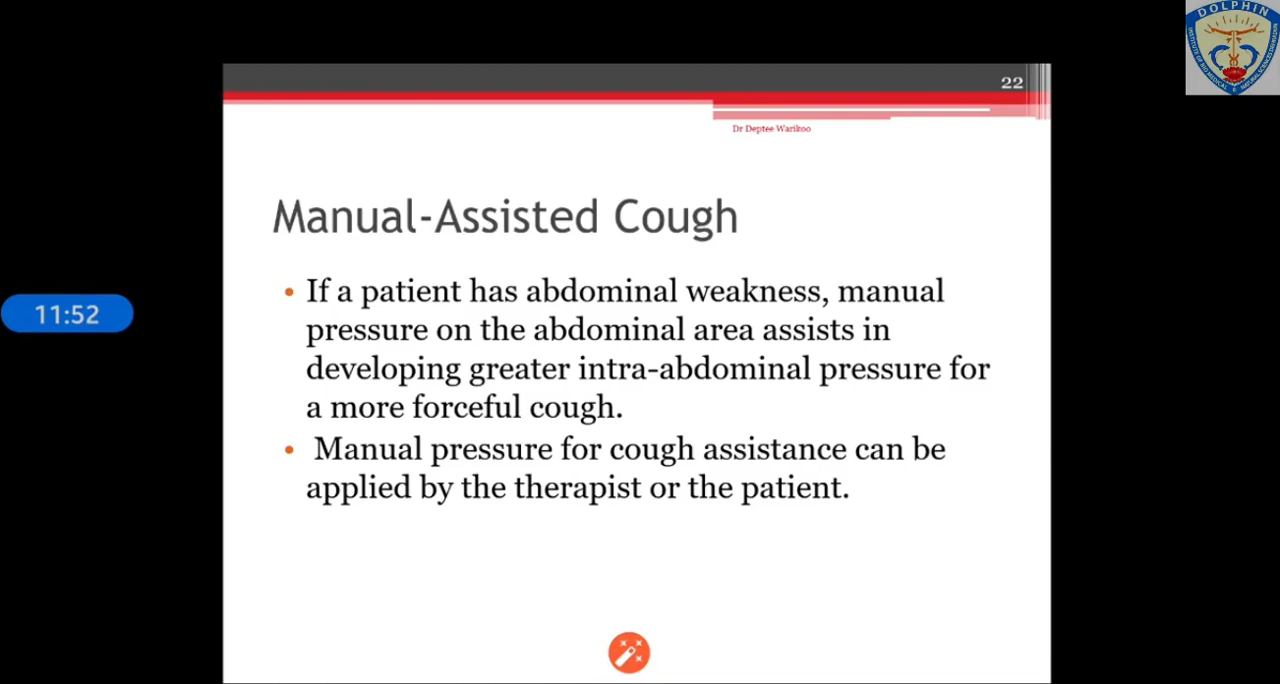 DOLPHIN
22
Dr Deptee Warikoo
Manual-Assisted Cough
11:52
• If a patient has abdominal weakness, manual
pressure on the abdominal area assists in
developing greater intra-abdominal pressure for
a more forceful cough.
• Manual pressure for cough assistance can be
applied by the therapist or the patient.